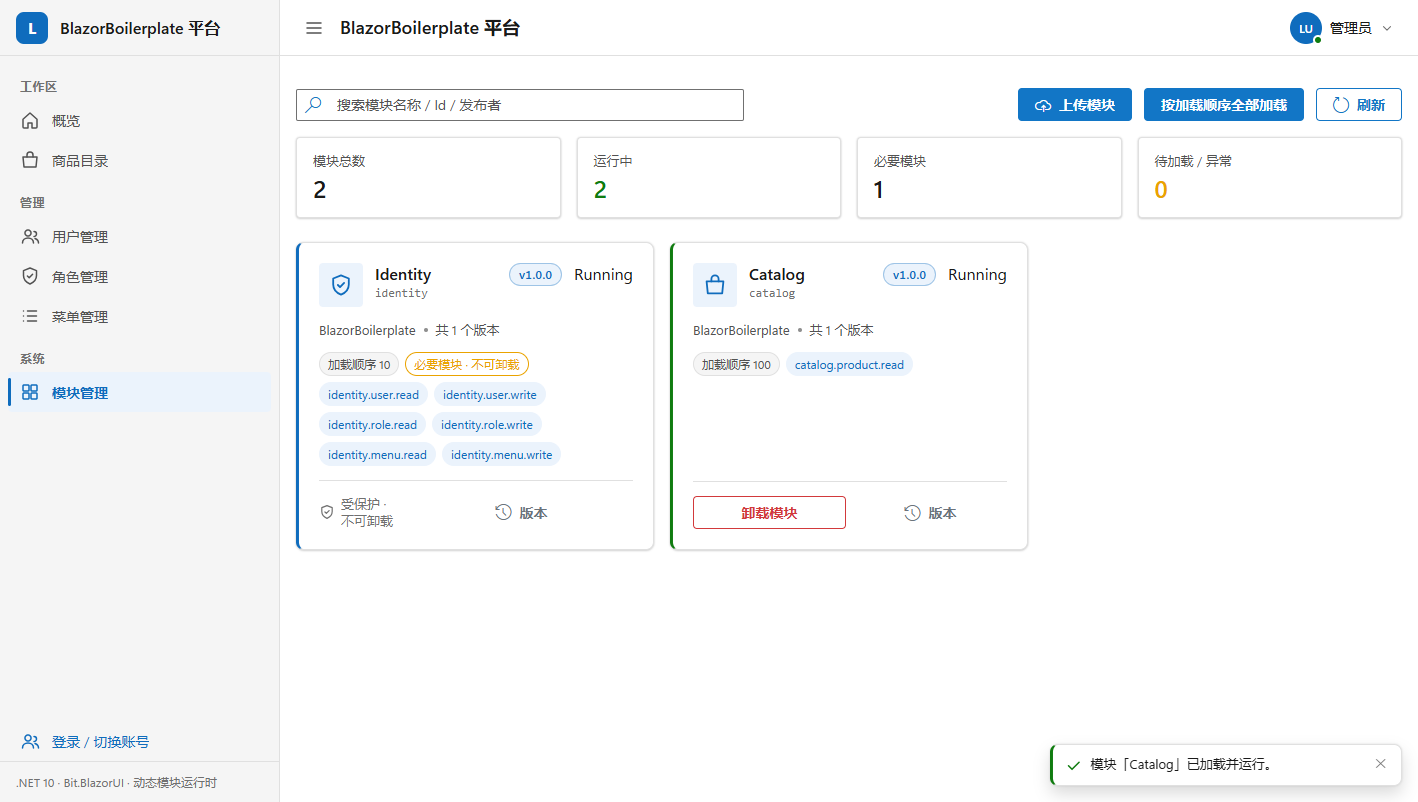 L
BlazorBoilerplate 平台
BlazorBoilerplate 平台
LU
管理员
工作区
概览
商品目录
管理
用户管理
角色管理
菜单管理
系统
模块管理
登录 / 切换账号
.NET 10 · Bit.BlazorUI · 动态模块运行时
搜索模块名称 / Id / 发布者
上传模块
按加载顺序全部加载
刷新
模块总数
2
运行中
2
必要模块
1
待加载 / 异常
0
Identity
v1.0.0
Running
identity
BlazorBoilerplate • 共 1 个版本
加载顺序 10
必要模块 · 不可卸载
identity.user.read
identity.user.write
identity.role.read
identity.role.write
identity.menu.read
identity.menu.write
受保护 ·
不可卸载
版本
Catalog
v1.0.0
Running
catalog
BlazorBoilerplate • 共 1 个版本
加载顺序 100
catalog.product.read
卸载模块
版本
模块「Catalog」已加载并运行。